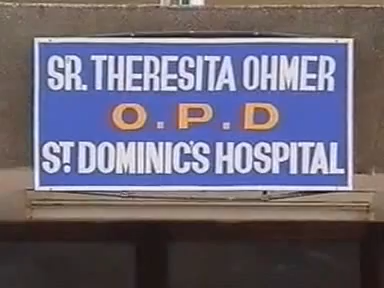 SR. THERESITA OHMER
O.P.D
ST. DOMINIC'S HOSPITAL